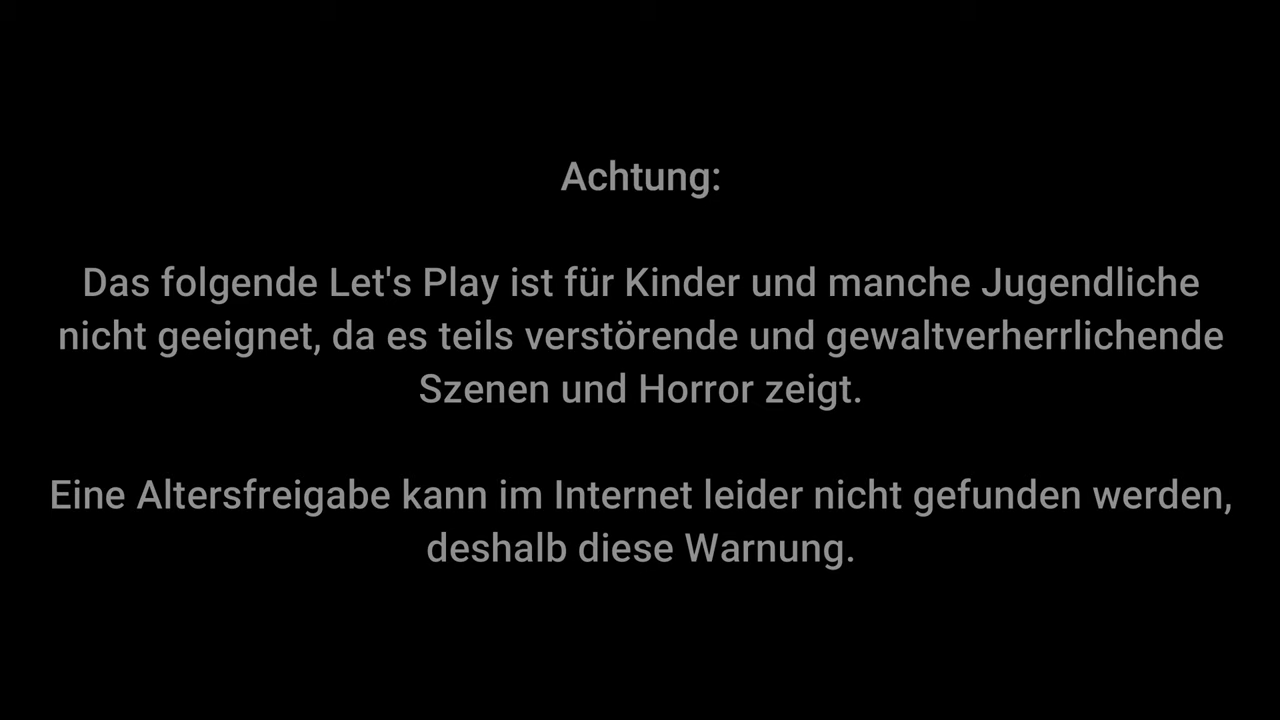 Achtung:
Das folgende Let's Play ist für Kinder und manche Jugendliche
nicht geeignet, da es teils verstörende und gewaltverherrlichende
Szenen und Horror zeigt.
Eine Altersfreigabe kann im Internet leider nicht gefunden werden,
deshalb diese Warnung.